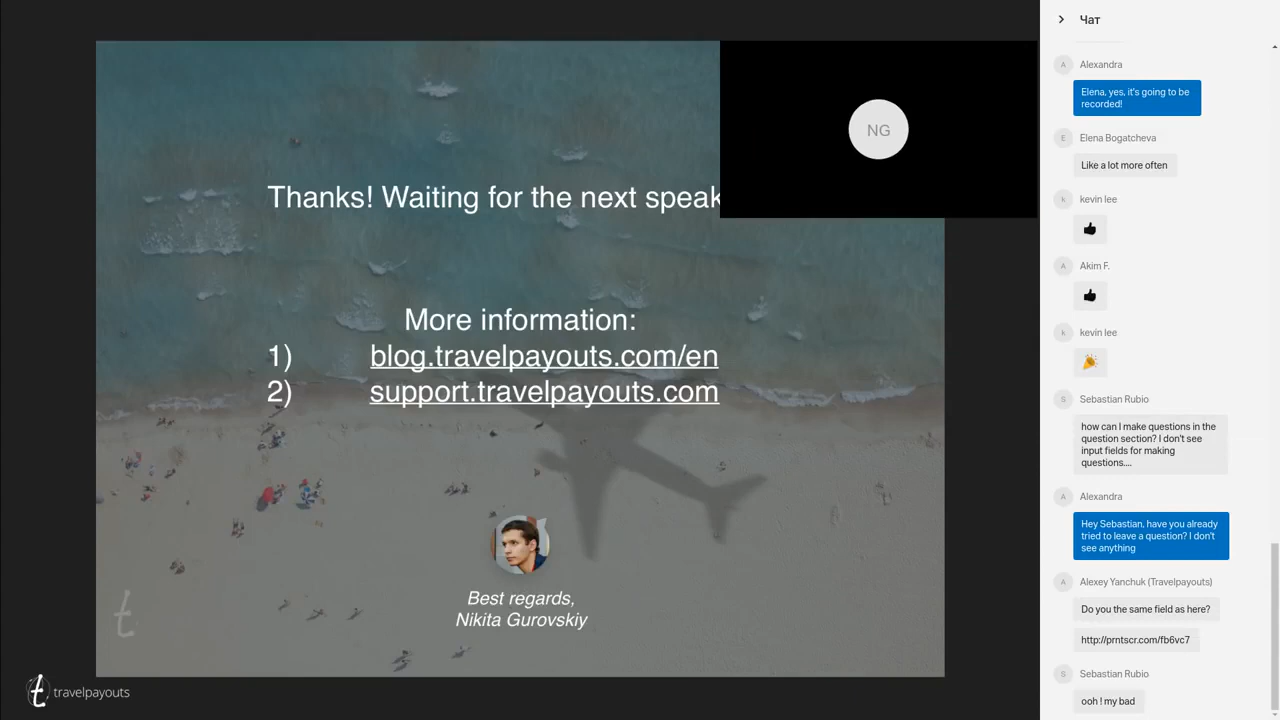 Thanks! Waiting for the next speak
NG
More information:
1) blog.travelpayouts.com/en
2) support.travelpayouts.com
Best regards,
Nikita Gurovskiy
t
travelpayouts
Чат
A Alexandra
Elena, yes, it's going to be
recorded!
E Elena Bogatcheva
Like a lot more often
k kevin lee
A Akim F.
k kevin lee
S Sebastian Rubio
how can I make questions in the
question section? I don't see
input fields for making
questions....
A Alexandra
Hey Sebastian, have you already
tried to leave a question? I don't
see anything
A Alexey Yanchuk (Travelpayouts)
Do you the same field as here?
http://prntscr.com/fb6vc7
S Sebastian Rubio
ooh ! my bad